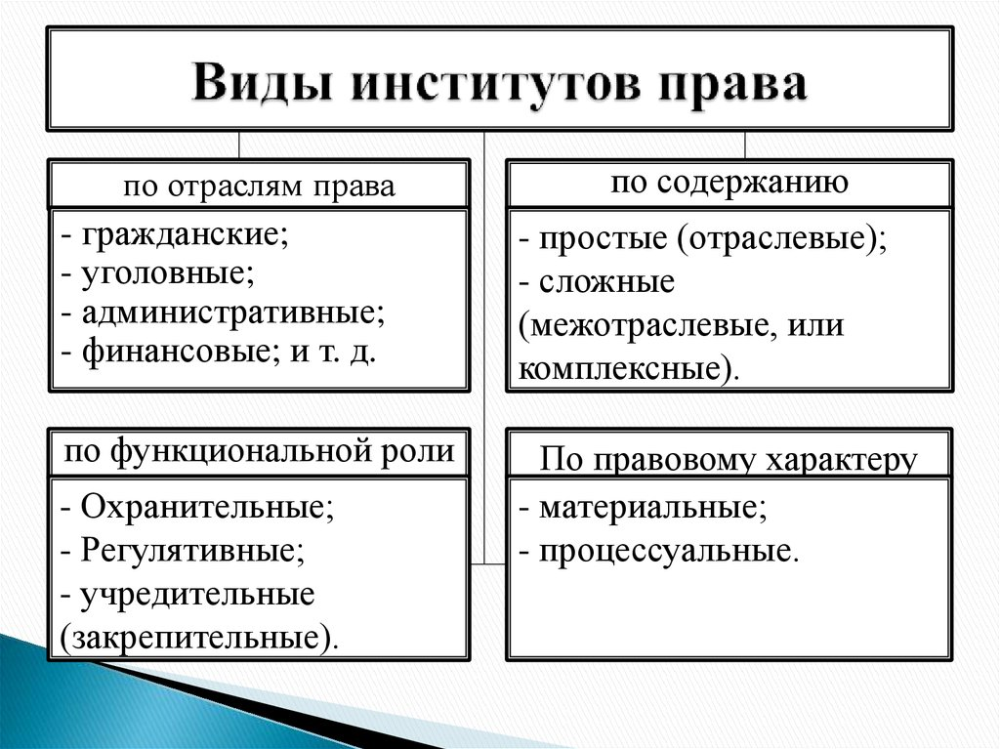 Виды институтов права
по отраслям права
- гражданские;
- уголовные;
- административные;
- финансовые; и т. д.
по содержанию
- простые (отраслевые);
- сложные
(межотраслевые, или
комплексные).
по функциональной роли
- Охранительные;
- Регулятивные;
- учредительные
(закрепительные).
По правовому характеру
- материальные;
- процессуальные.